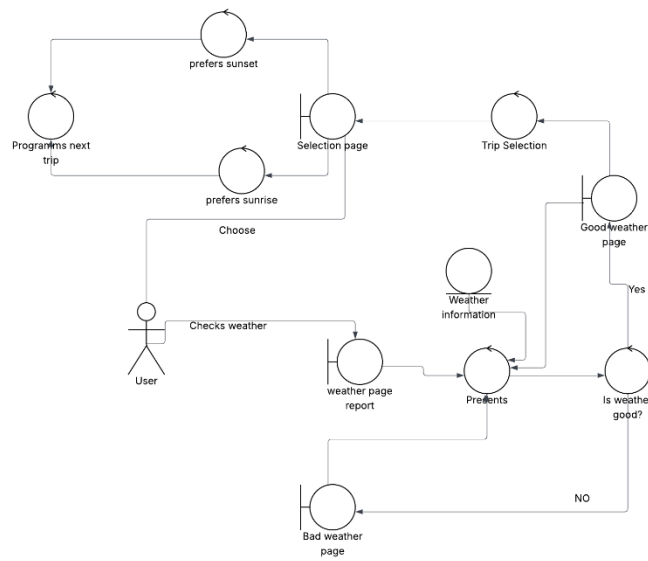 prefers sunset
Programms next
trip
Selection page
Trip Selection
prefers sunrise
Choose
Good weather
page
Weather
information
Yes
Checks weather
User
weather page
report
Presents
Is weather
good?
NO
Bad weather
page